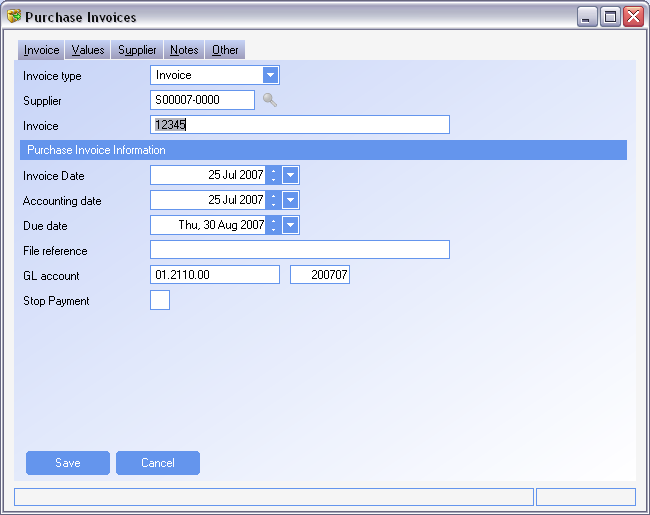 Purchase Invoices
Invoice Values Supplier Notes Other
Invoice type Invoice
Supplier S00007-0000
Invoice 12345
Purchase Invoice Information
Invoice Date 25 Jul 2007
Accounting date 25 Jul 2007
Due date Thu, 30 Aug 2007
File reference
GL account 01.2110.00 200707
Stop Payment
Save Cancel